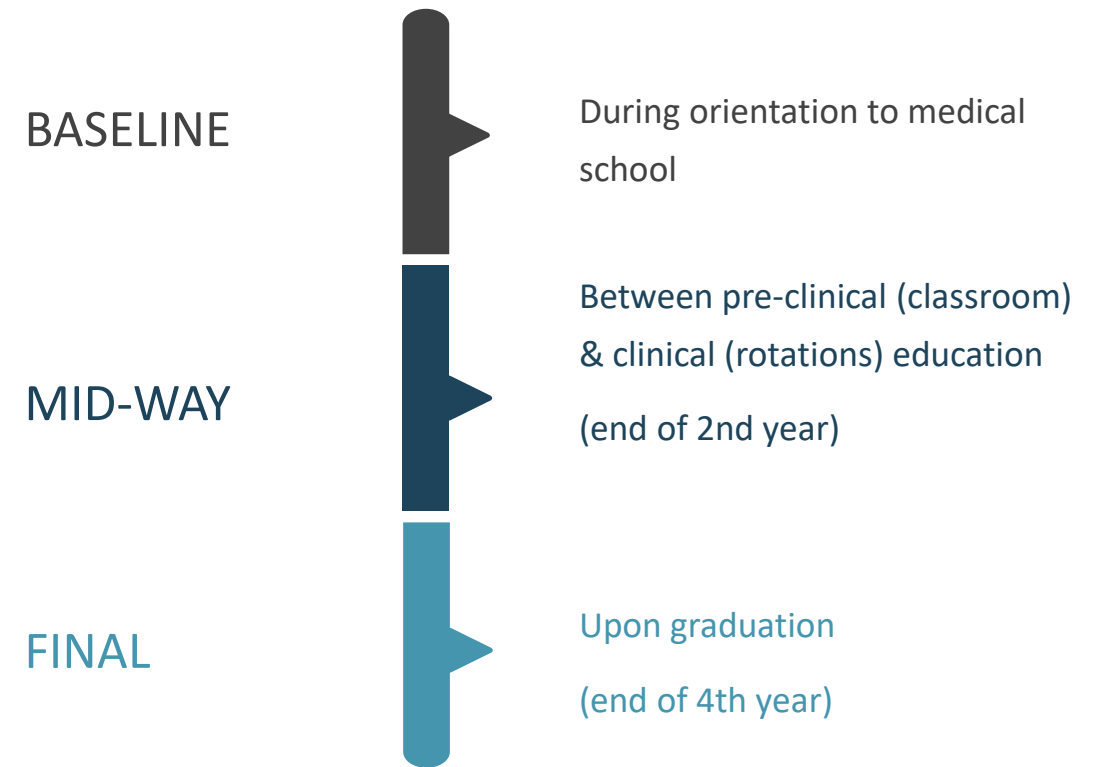 BASELINE
During orientation to medical
school
MID-WAY
Between pre-clinical (classroom)
& clinical (rotations) education
(end of 2nd year)
FINAL
Upon graduation
(end of 4th year)